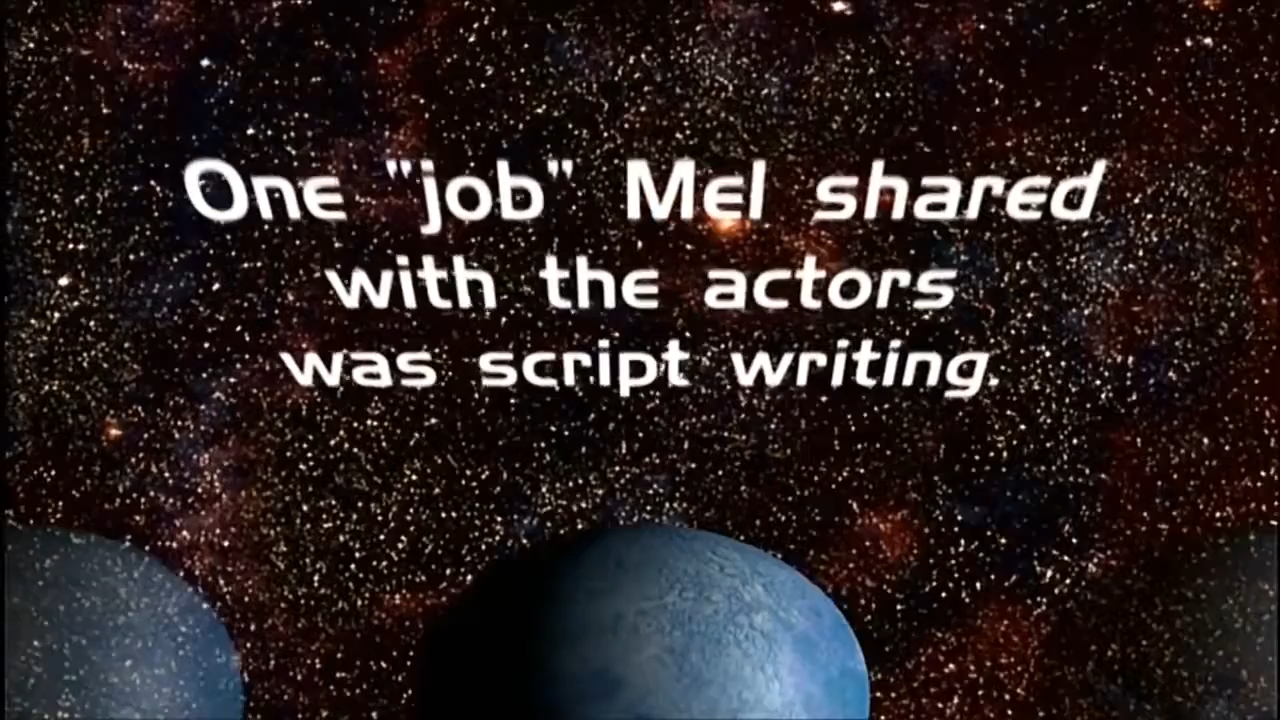 One "job" Mel shared
with the actors
was script writing.